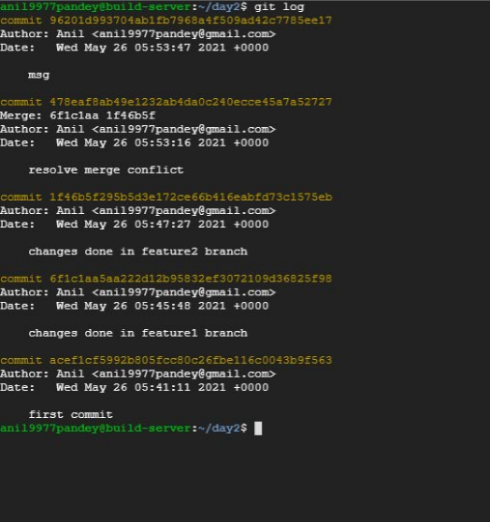 anil9977pandey@build-server:~/day2$ git log
commit 96201d993704ab1fb7968a4f509ad42c7785ee17
Author: Anil <anil9977pandey@gmail.com>
Date:   Wed May 26 05:53:47 2021 +0000
msg
commit 478eaf8ab49e1232ab4da0c240ecce45a7a52727
Merge: 6f1c1aa 1f46b5f
Author: Anil <anil9977pandey@gmail.com>
Date:   Wed May 26 05:53:16 2021 +0000
resolve merge conflict
commit 1f46b5f295b5d3e172ce66b416eabfd73c1575eb
Author: Anil <anil9977pandey@gmail.com>
Date:   Wed May 26 05:47:27 2021 +0000
changes done in feature2 branch
commit 6f1c1aa5aa222d12b95832ef3072109d36825f98
Author: Anil <anil9977pandey@gmail.com>
Date:   Wed May 26 05:45:48 2021 +0000
changes done in feature1 branch
commit acef1cf5992b805fcc80c26fbe116c0043b9f563
Author: Anil <anil9977pandey@gmail.com>
Date:   Wed May 26 05:41:11 2021 +0000
first commit
anil9977pandey@build-server:~/day2$